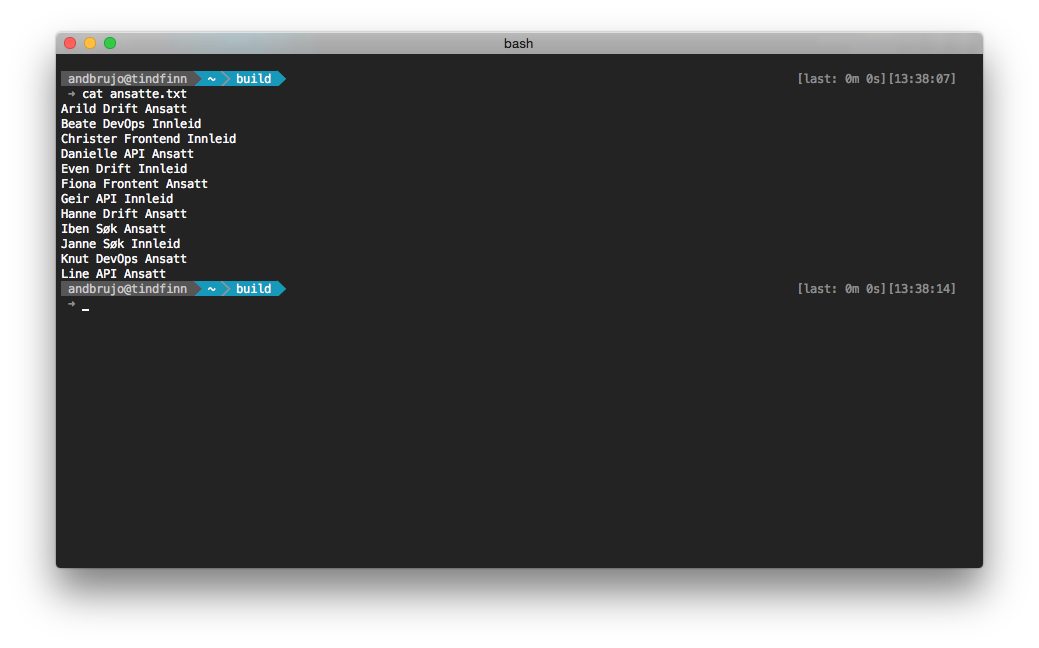 bash
andbrujo@tindfinn ~ build [last: 0m 0s][13:38:07]
➜ cat ansatte.txt
Arild Drift Ansatt
Beate DevOps Innleid
Christer Frontend Innleid
Danielle API Ansatt
Even Drift Innleid
Fiona Frontent Ansatt
Geir API Innleid
Hanne Drift Ansatt
Iben Søk Ansatt
Janne Søk Innleid
Knut DevOps Ansatt
Line API Ansatt
andbrujo@tindfinn ~ build [last: 0m 0s][13:38:14]
➜ _